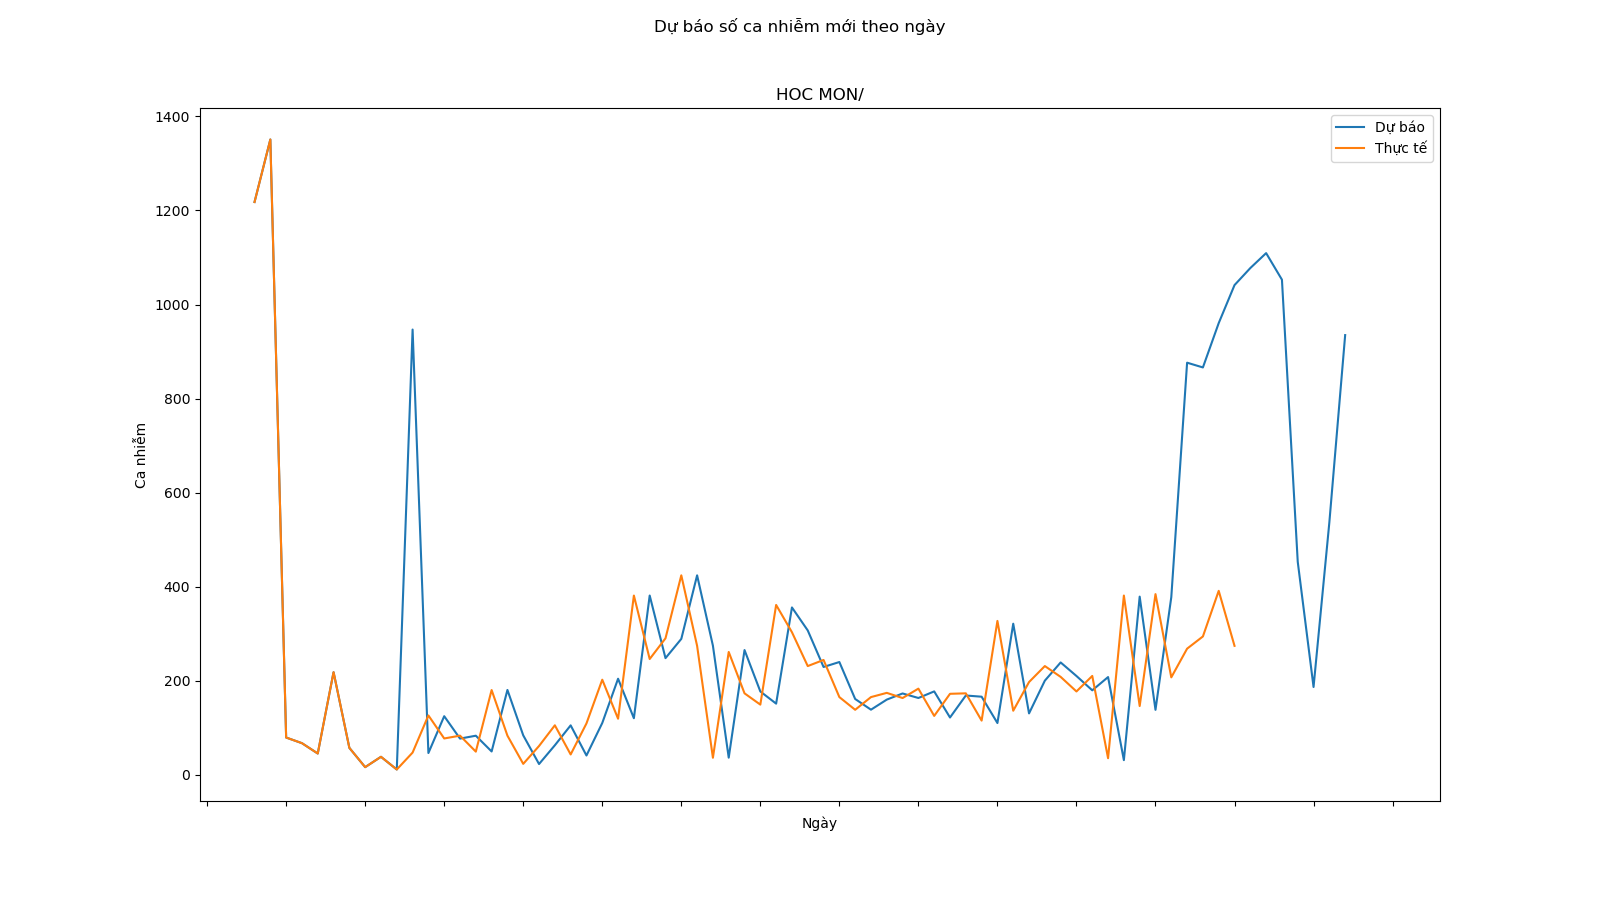 Dự báo số ca nhiễm mới theo ngày
HOC MON/
Dự báo
Thực tế
1400
1200
1000
800
600
400
200
0
Ca nhiễm
Ngày